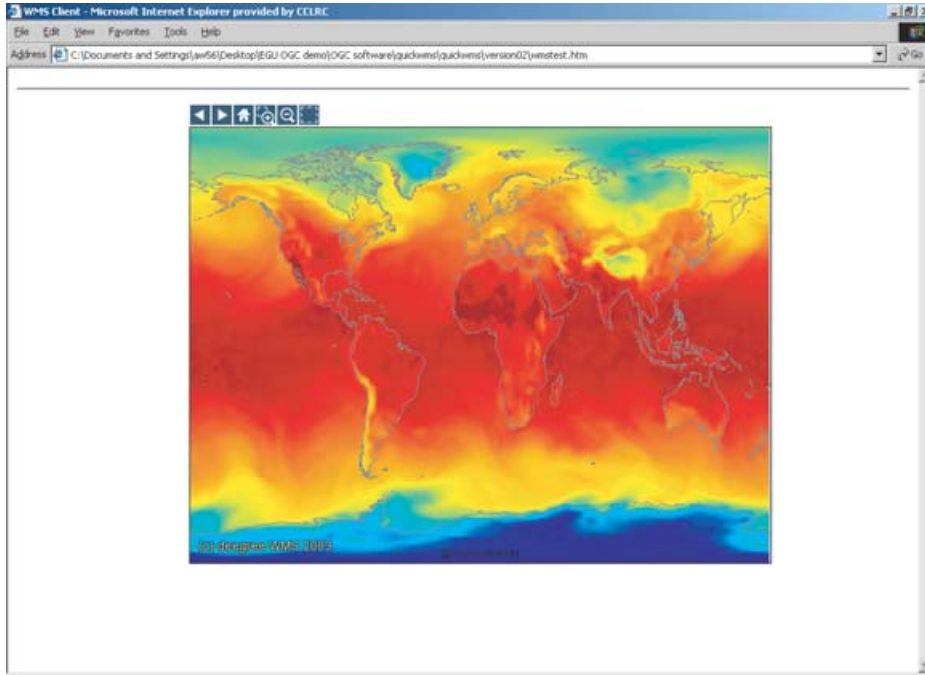 WMS Client - Microsoft Internet Explorer provided by CCLRC
File Edit View Favorites Tools Help
Address C:\Documents and Settings\aw56\Desktop\EGU OGC demo\OGC software\quickwms\quickwms\version02\wmstest.htm Go
(c) deegree WMS 2003